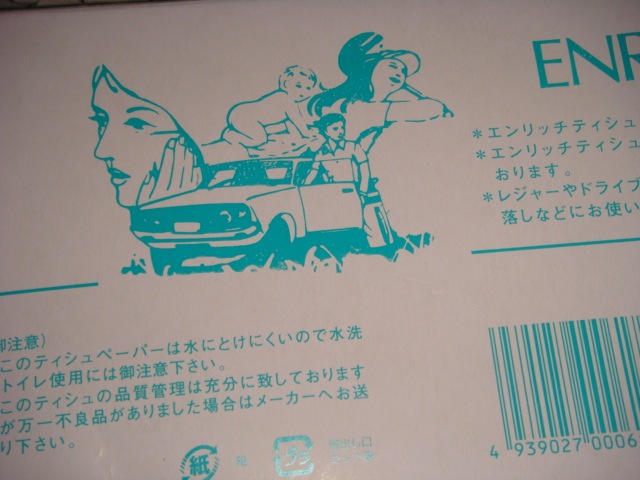 ENR
＊エンリッチティシュ
＊エンリッチティシュ
おります。
＊レジャーやドライブ
落しなどにお使い
御注意)
このティシュペーパーは水にとけにくいので水洗
トイレ使用には御注意下さい。
このティシュの品質管理は充分に致しております
が万一不良品がありました場合はメーカーへお送
り下さい。
紙
プラ
取出し口
4 939027 0006